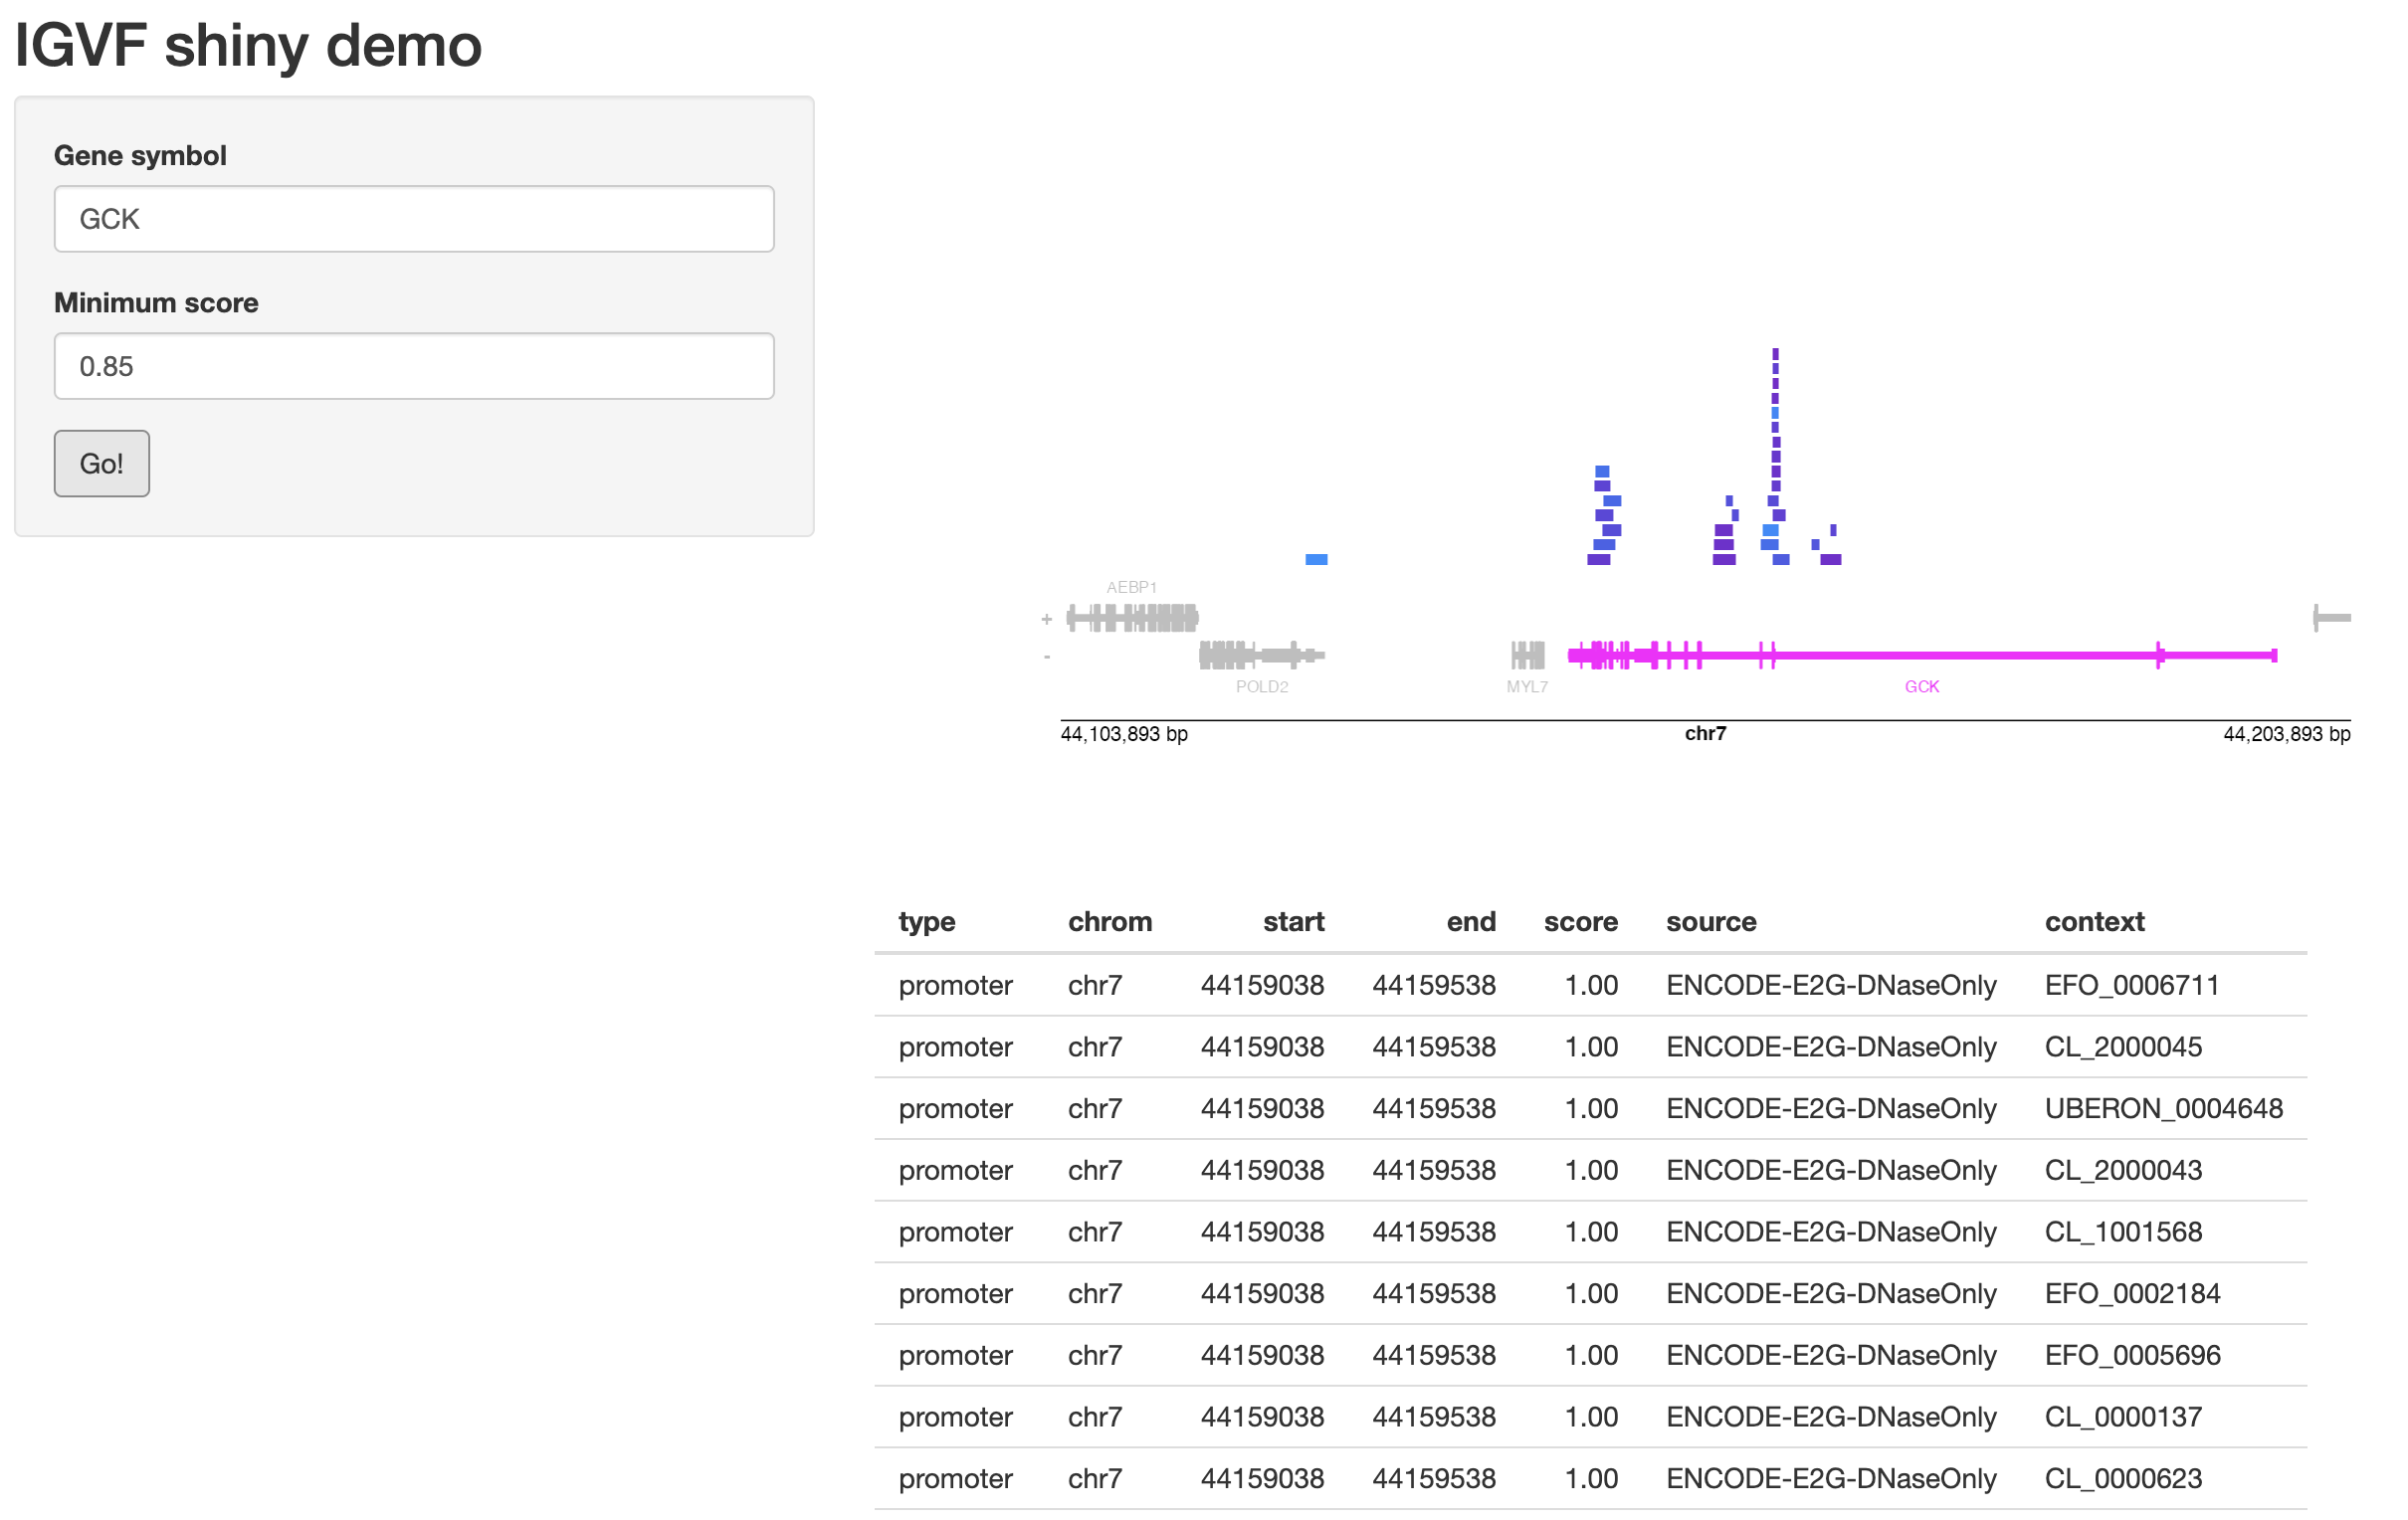 IGVF shiny demo
Gene symbol
GCK
Minimum score
0.85
Go!
AEBP1
+
-
POLD2 MYL7 GCK
44,103,893 bp chr7 44,203,893 bp
type chrom start end score source context
promoter chr7 44159038 44159538 1.00 ENCODE-E2G-DNaseOnly EFO_0006711
promoter chr7 44159038 44159538 1.00 ENCODE-E2G-DNaseOnly CL_2000045
promoter chr7 44159038 44159538 1.00 ENCODE-E2G-DNaseOnly UBERON_0004648
promoter chr7 44159038 44159538 1.00 ENCODE-E2G-DNaseOnly CL_2000043
promoter chr7 44159038 44159538 1.00 ENCODE-E2G-DNaseOnly CL_1001568
promoter chr7 44159038 44159538 1.00 ENCODE-E2G-DNaseOnly EFO_0002184
promoter chr7 44159038 44159538 1.00 ENCODE-E2G-DNaseOnly EFO_0005696
promoter chr7 44159038 44159538 1.00 ENCODE-E2G-DNaseOnly CL_0000137
promoter chr7 44159038 44159538 1.00 ENCODE-E2G-DNaseOnly CL_0000623